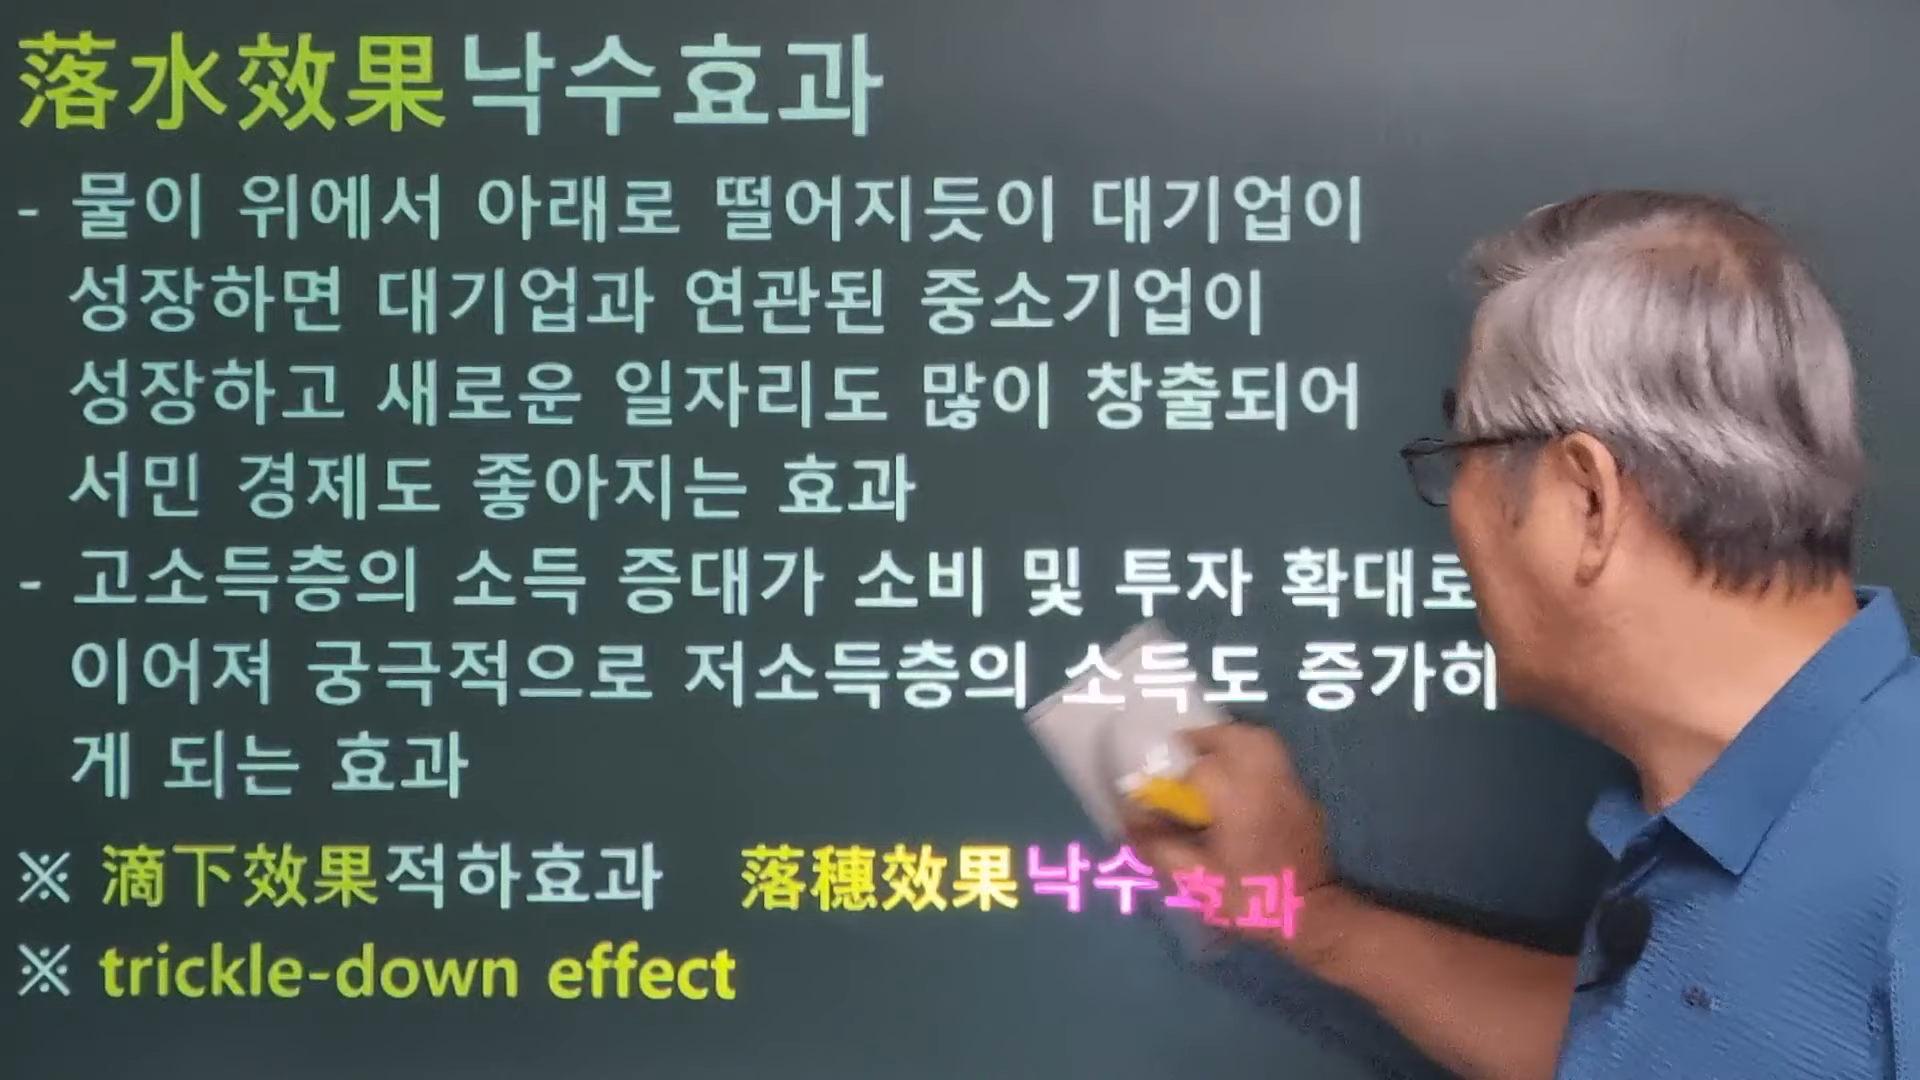 落水效果낙수효과
- 물이 위에서 아래로 떨어지듯이 대기업이
성장하면 대기업과 연관된 중소기업이
성장하고 새로운 일자리도 많이 창출되어
서민 경제도 좋아지는 효과
- 고소득층의 소득 증대가 소비 및 투자 확대로
이어져 궁극적으로 저소득층의 소득도 증가하
게 되는 효과
※ 滴下效果적하효과 落穗效果낙수효과
※ trickle-down effect